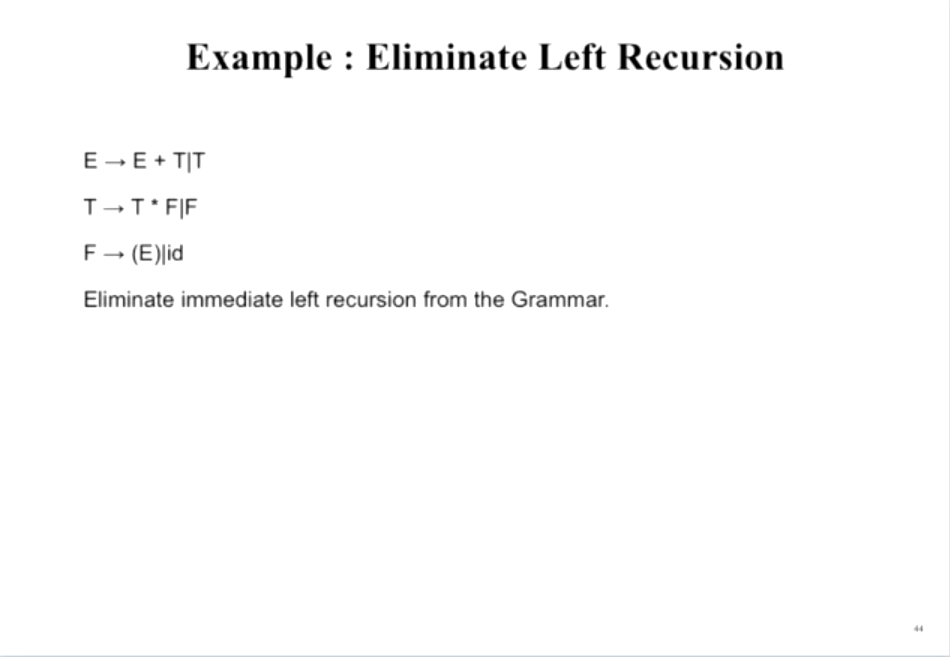 Example : Eliminate Left Recursion
E → E + T|T
T → T * F|F
F → (E)|id
Eliminate immediate left recursion from the Grammar.
44